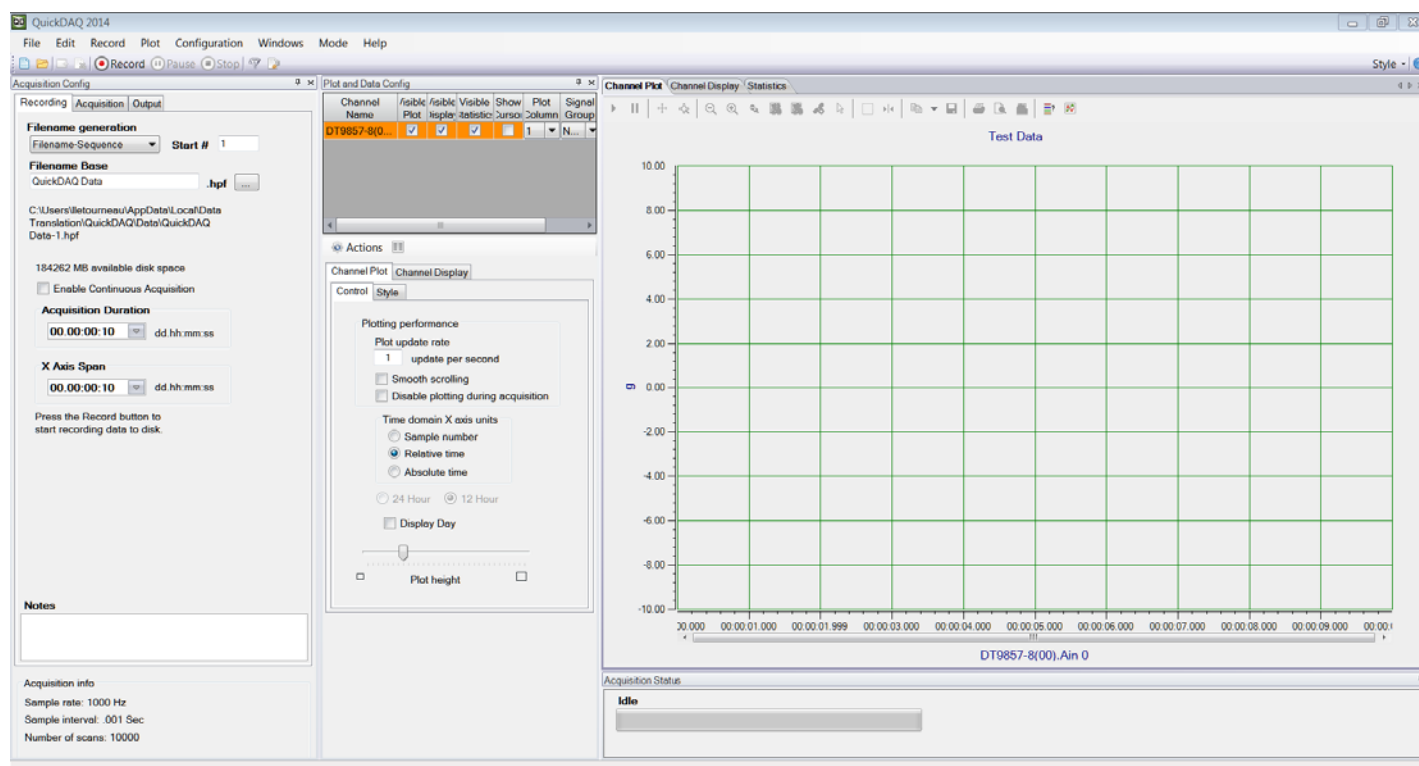 QuickDAQ 2014
File Edit Record Plot Configuration Windows Mode Help
Record Pause Stop
Style
Acquisition Config
Recording Acquisition Output
Filename generation
Filename-Sequence Start # 1
Filename Base
QuickDAQ Data .hpf ...
C:\Users\lletourneau\AppData\Local\Data
Translation\QuickDAQ\Data\QuickDAQ
Data-1.hpf
184262 MB available disk space
Enable Continuous Acquisition
Acquisition Duration
00.00:00:10 dd.hh:mm:ss
X Axis Span
00.00:00:10 dd.hh:mm:ss
Press the Record button to
start recording data to disk.
Notes
Acquisition info
Sample rate: 1000 Hz
Sample interval: .001 Sec
Number of scans: 10000
Plot and Data Config
Channel Visible Show Plot Signal
Name Plot Column Group
DT9857-8(0... 1 N...
Actions
Channel Plot Channel Display
Control Style
Plotting performance
Plot update rate
1 update per second
Smooth scrolling
Disable plotting during acquisition
Time domain X axis units
Sample number
Relative time
Absolute time
24 Hour 12 Hour
Display Day
Plot height
Channel Plot Channel Display Statistics
Test Data
10.00
8.00
6.00
4.00
2.00
0.00
-2.00
-4.00
-6.00
-8.00
-10.00
g
30.000 00:00:01.000 00:00:01.999 00:00:03.000 00:00:04.000 00:00:05.000 00:00:06.000 00:00:07.000 00:00:08.000 00:00:09.000 00:00:
DT9857-8(00).Ain 0
Acquisition Status
Idle